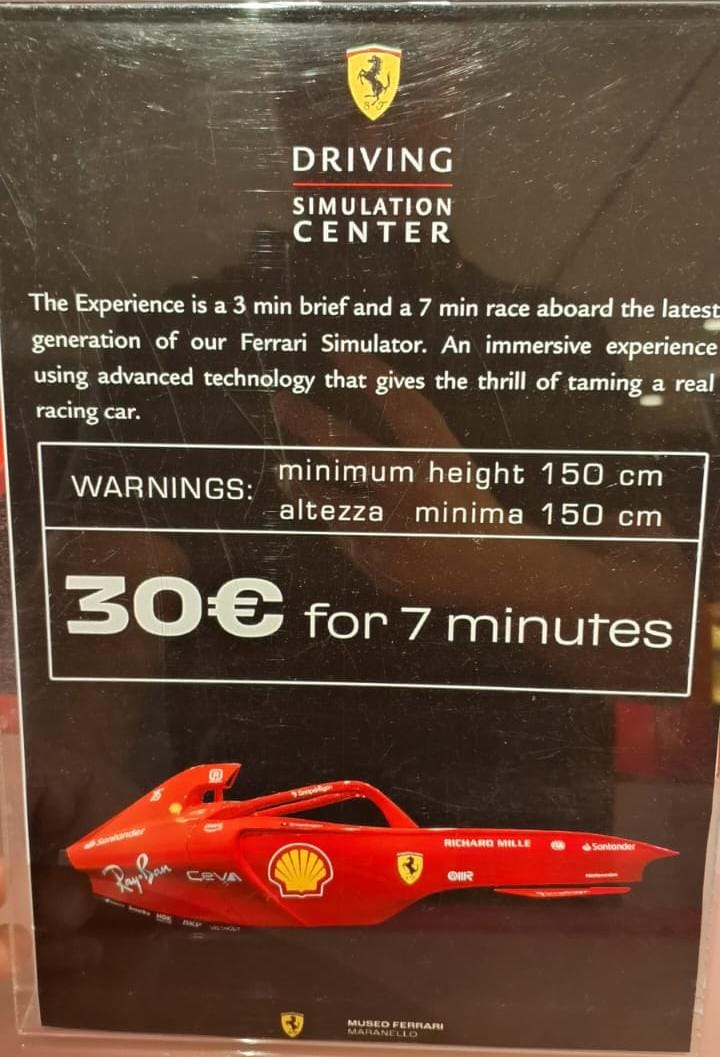 DRIVING
SIMULATION
CENTER
The Experience is a 3 min brief and a 7 min race aboard the latest
generation of our Ferrari Simulator. An immersive experience
using advanced technology that gives the thrill of taming a real
racing car.
WARNINGS: minimum height 150 cm
altezza minima 150 cm
30€ for 7 minutes
Santander
Ray-Ban
CEVA
RICHARD MILLE
Santander
MUSEO FERRARI
MARANELLO